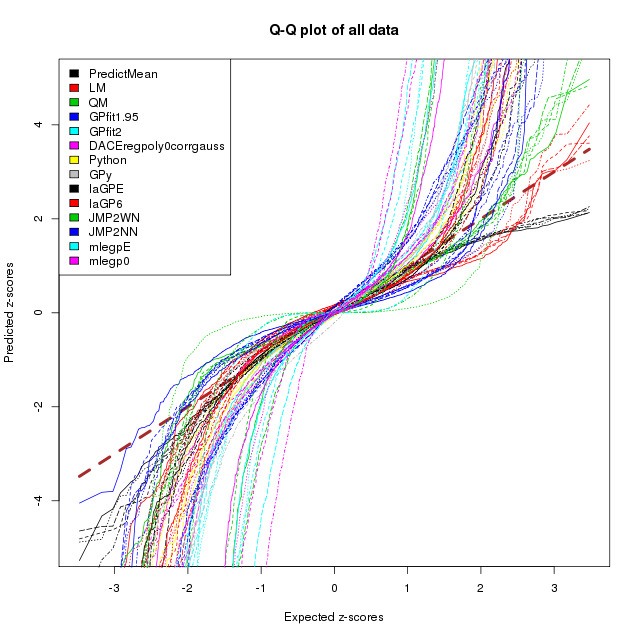 Q-Q plot of all data
PredictMean
LM
QM
GPfit1.95
GPfit2
DACEregpoly0corrgauss
Python
GPy
laGPE
laGP6
JMP2WN
JMP2NN
mlegpE
mlegp0
4
2
0
-2
-4
Predicted z-scores
-3 -2 -1 0 1 2 3
Expected z-scores